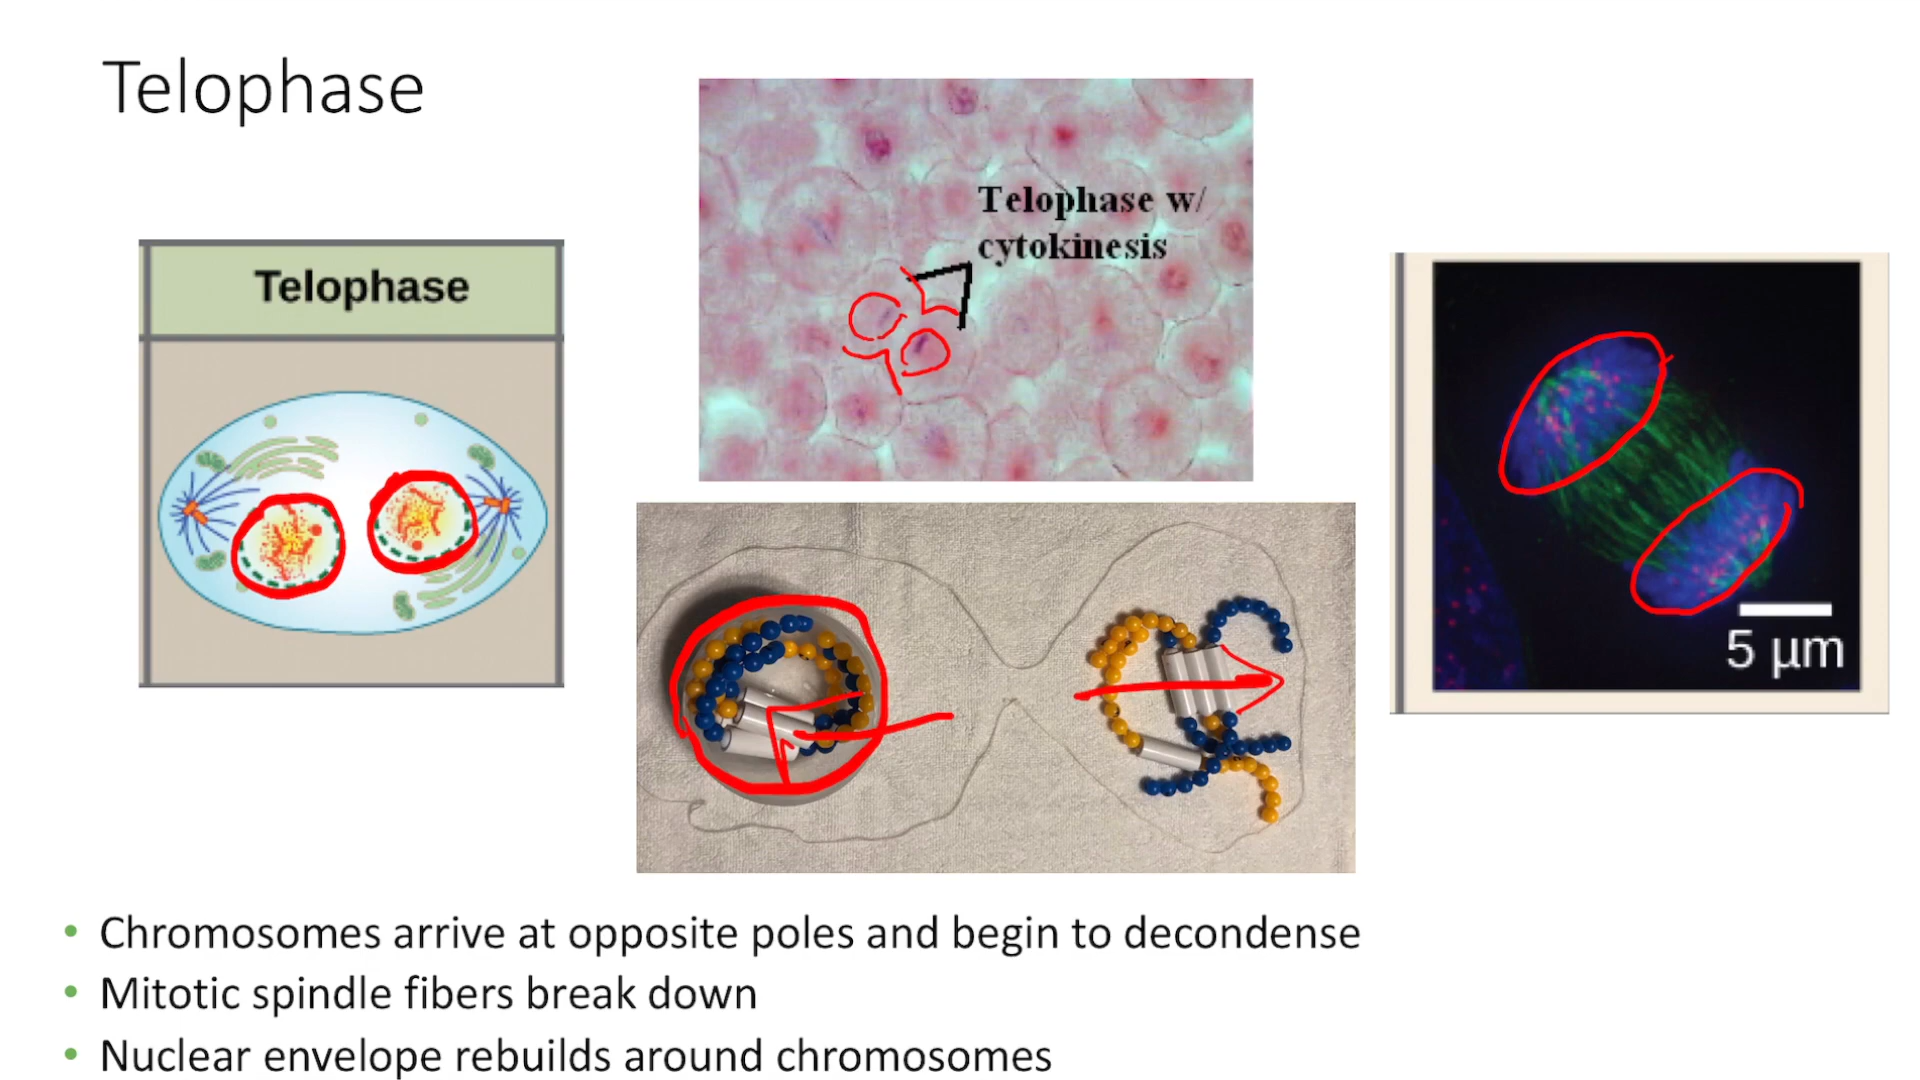 Telophase
Telophase w/
cytokinesis
Telophase
5 µm
• Chromosomes arrive at opposite poles and begin to decondense
• Mitotic spindle fibers break down
• Nuclear envelope rebuilds around chromosomes